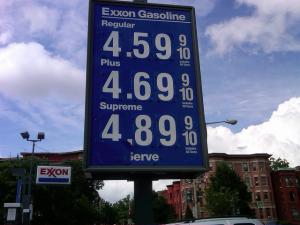 Exxon Gasoline
Regular
4.59 9/10
Plus
4.69 9/10
Supreme
4.89 9/10
Serve
EXXON